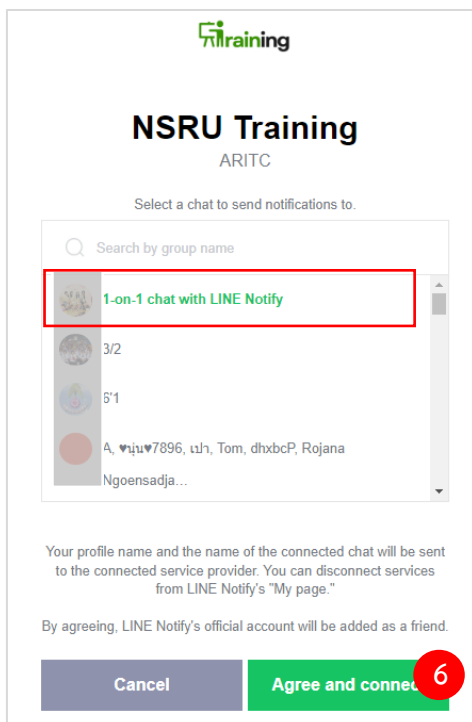 Training
NSRU Training
ARITC
Select a chat to send notifications to.
Search by group name
1-on-1 chat with LINE Notify
3/2
6'1
A, ♥นุ่น♥7896, เปา, Tom, dhxbcP, Rojana
Ngoensadja...
Your profile name and the name of the connected chat will be sent
to the connected service provider. You can disconnect services
from LINE Notify's "My page."
By agreeing, LINE Notify's official account will be added as a friend.
Cancel
Agree and connec
6